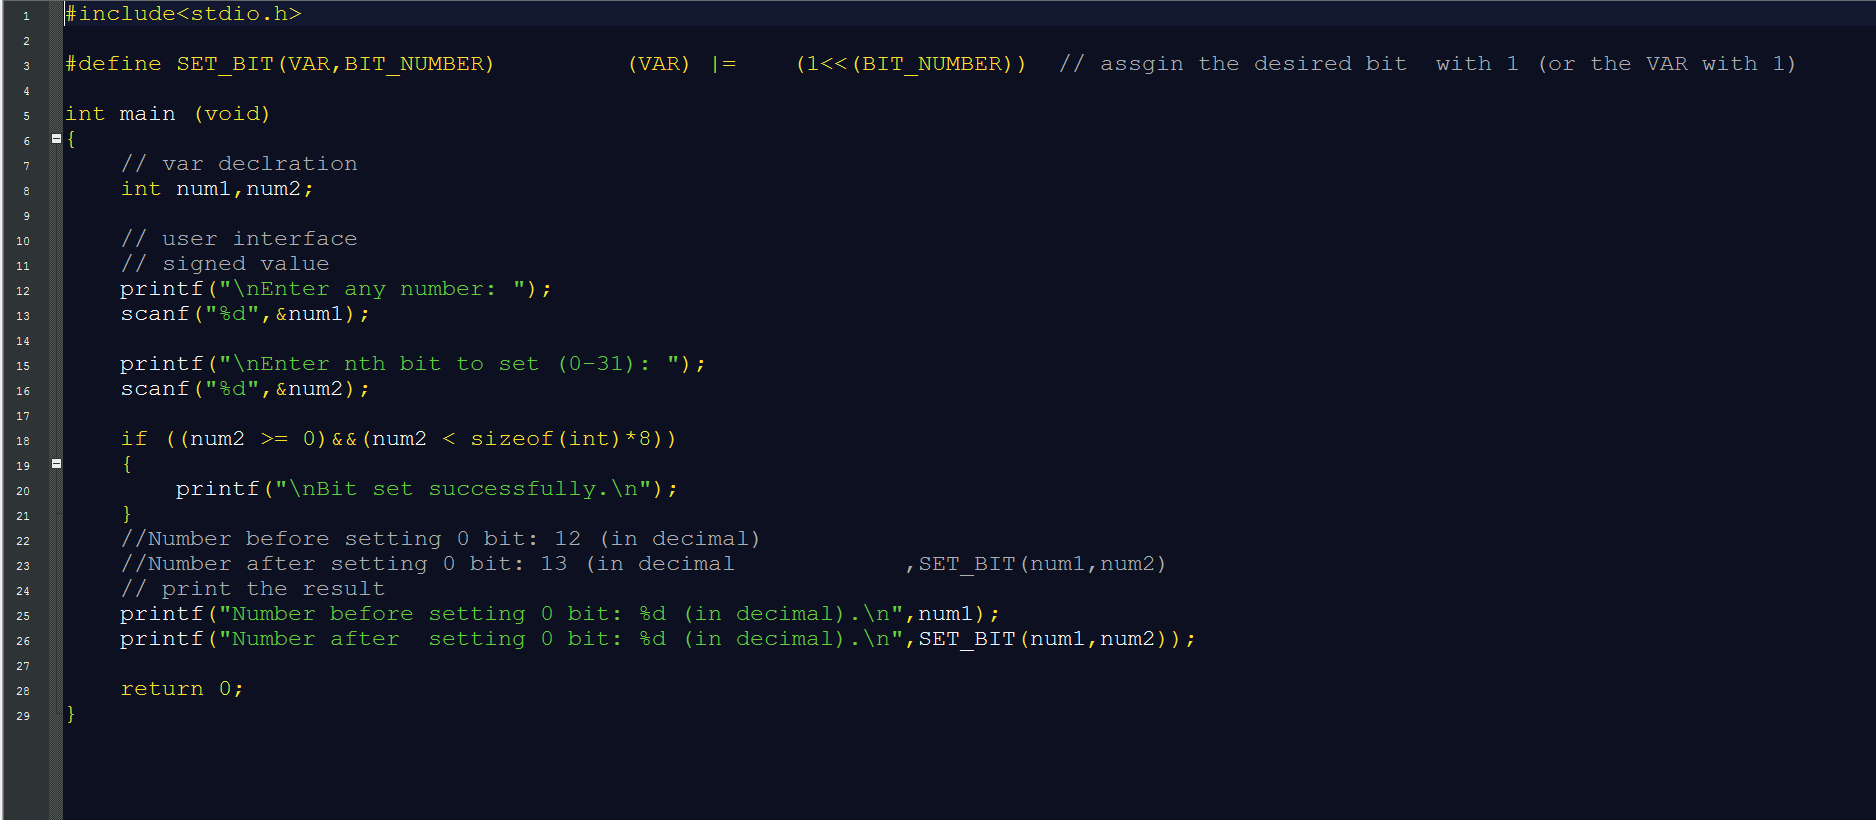 1 #include<stdio.h>
2
3 #define SET_BIT(VAR,BIT_NUMBER) (VAR) |= (1<<(BIT_NUMBER)) // assgin the desired bit with 1 (or the VAR with 1)
4
5 int main (void)
6 {
7 // var declration
8 int num1,num2;
9
10 // user interface
11 // signed value
12 printf("\nEnter any number: ");
13 scanf("%d",&num1);
14
15 printf("\nEnter nth bit to set (0-31): ");
16 scanf("%d",&num2);
17
18 if ((num2 >= 0)&&(num2 < sizeof(int)*8))
19 {
20 printf("\nBit set successfully.\n");
21 }
22 //Number before setting 0 bit: 12 (in decimal)
23 //Number after setting 0 bit: 13 (in decimal ,SET_BIT(num1,num2)
24 // print the result
25 printf("Number before setting 0 bit: %d (in decimal).\n",num1);
26 printf("Number after  setting 0 bit: %d (in decimal).\n",SET_BIT(num1,num2));
27
28 return 0;
29 }